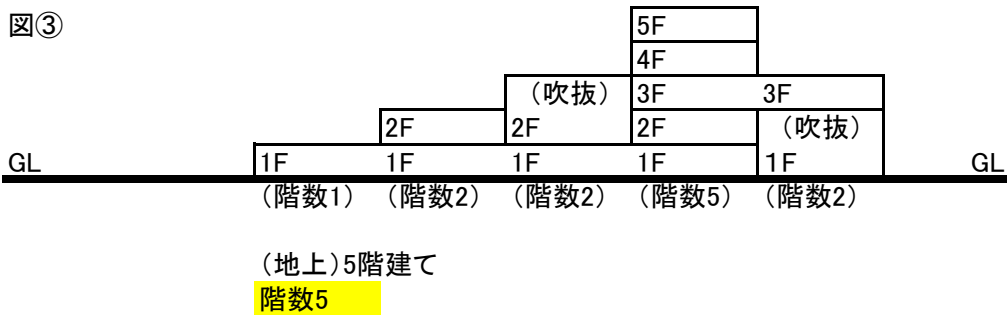 図③
5F
4F
（吹抜） 3F 3F
2F 2F 2F （吹抜）
GL 1F 1F 1F 1F 1F GL
（階数1） （階数2） （階数2） （階数5） （階数2）
（地上）5階建て
階数5